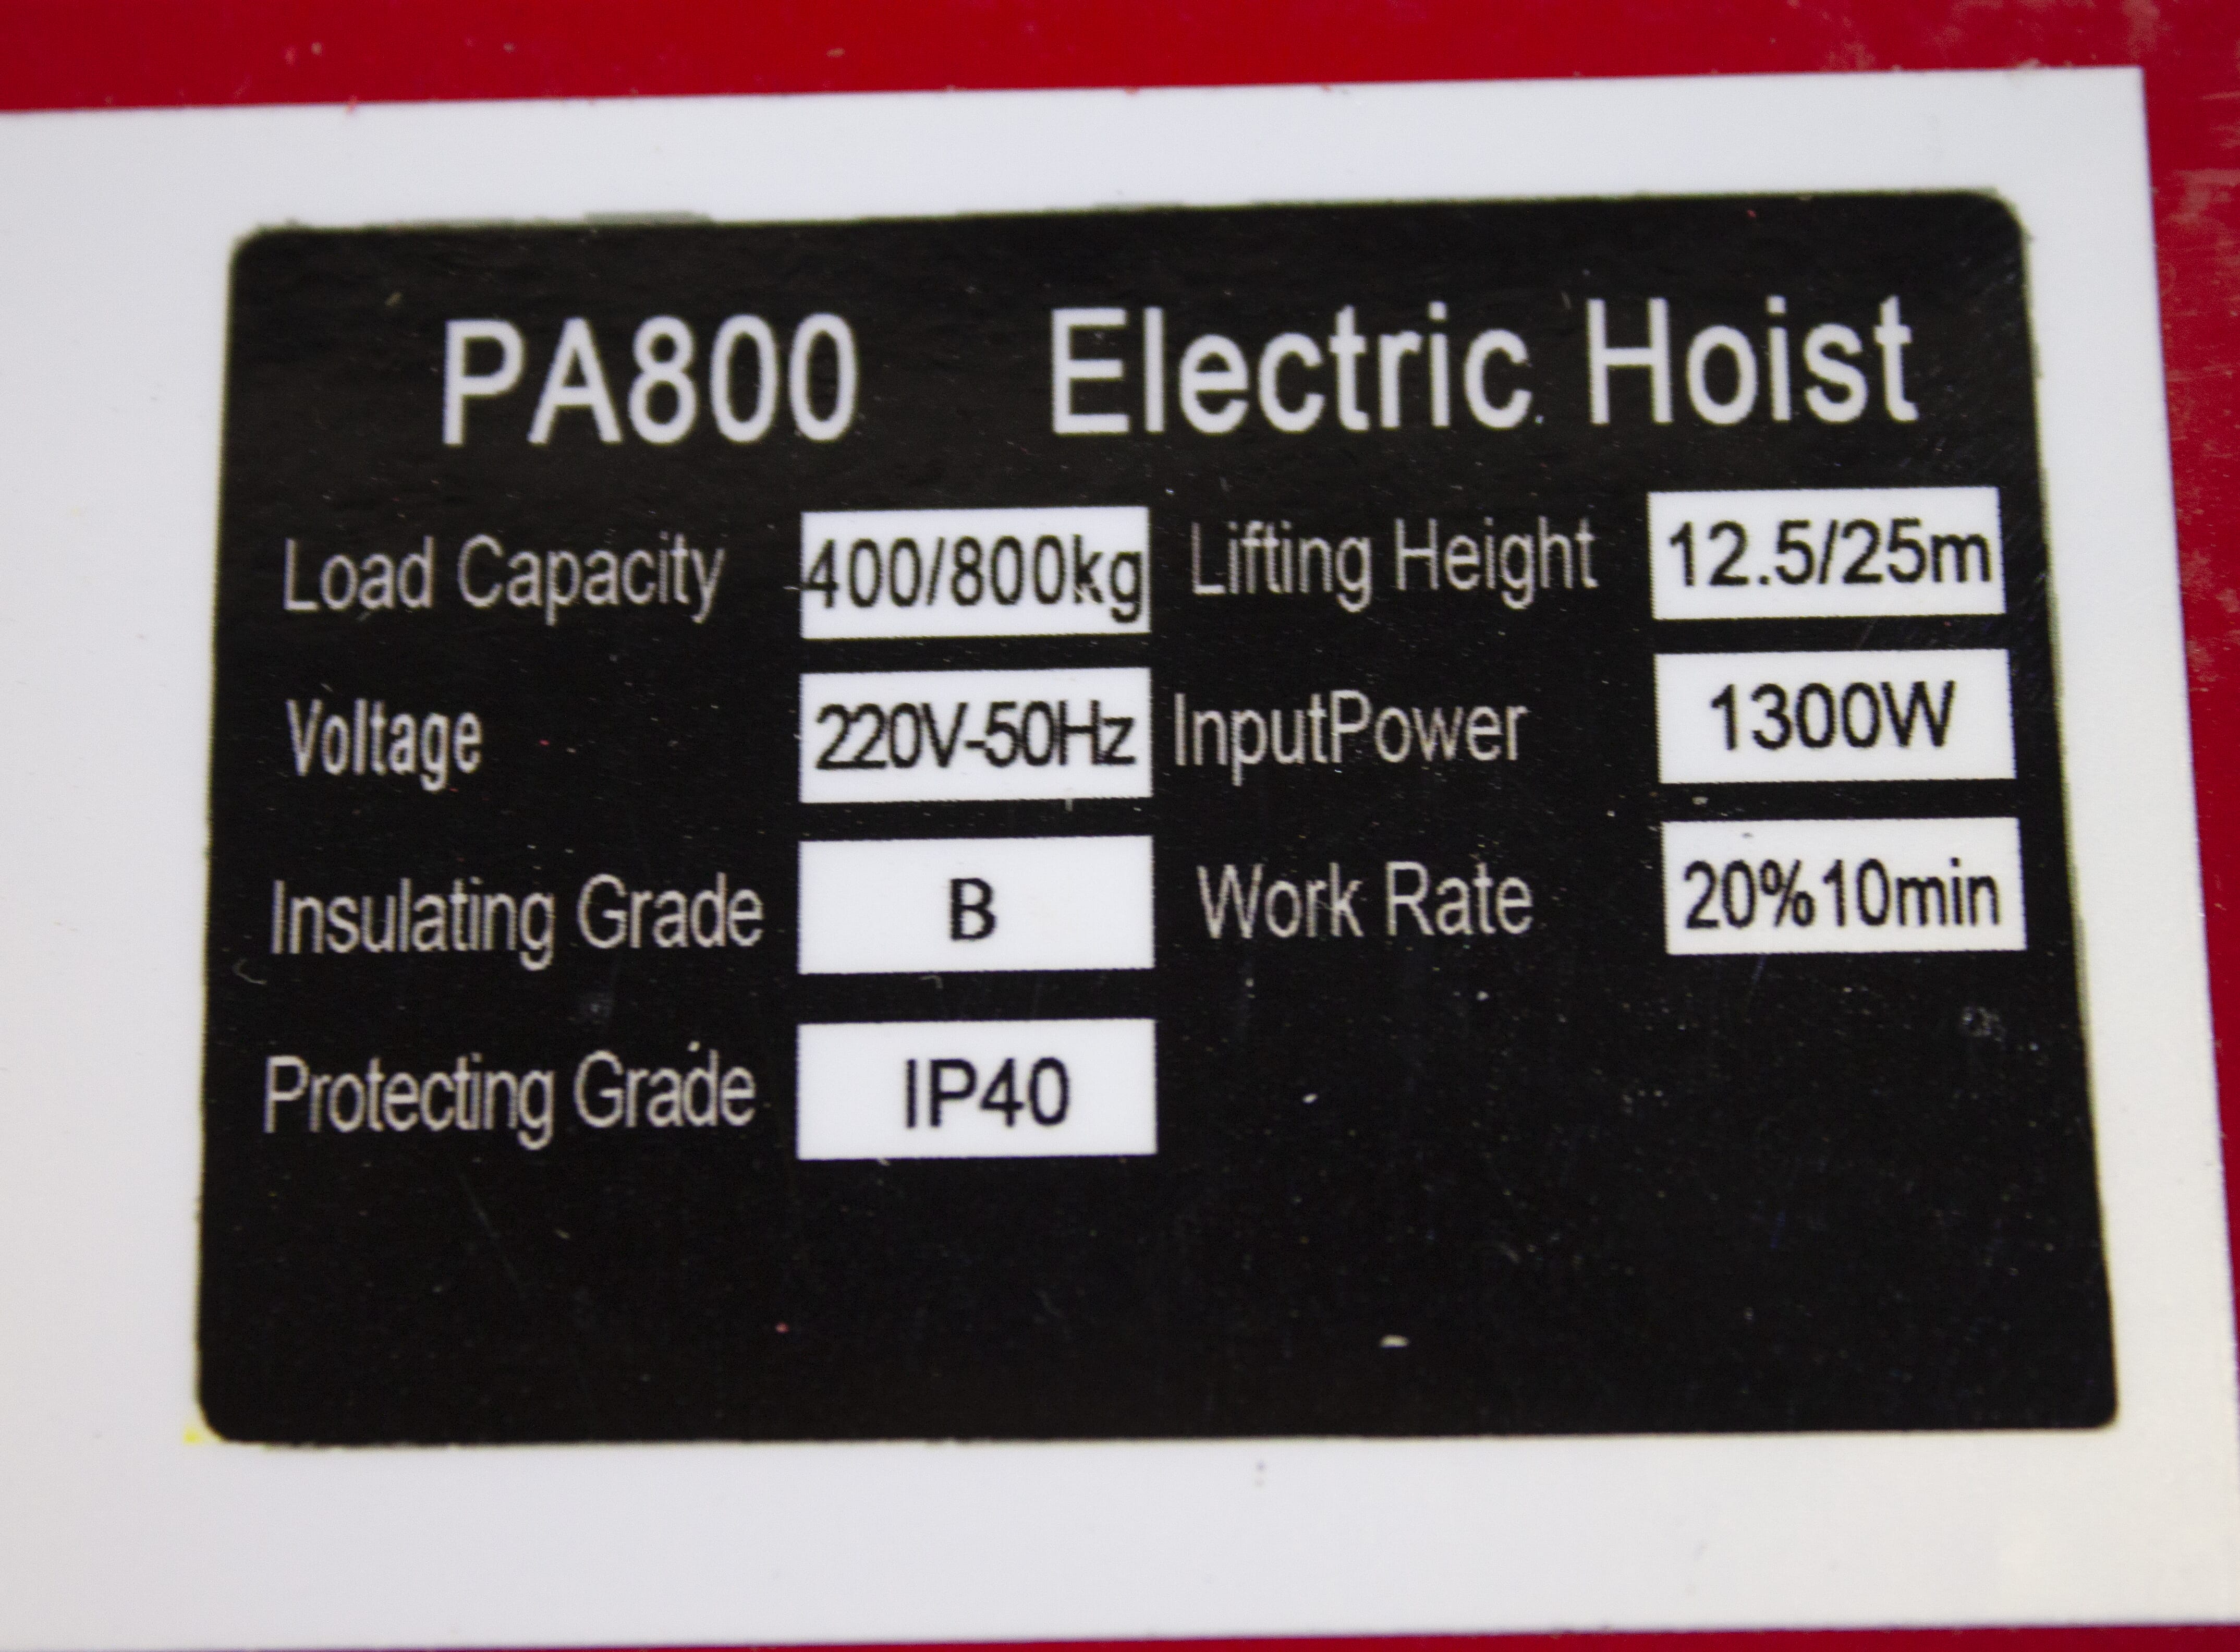 PA800 Electric Hoist
Load Capacity 400/800kg Lifting Height 12.5/25m
Voltage 220V-50Hz InputPower 1300W
Insulating Grade B Work Rate 20%10min
Protecting Grade IP40